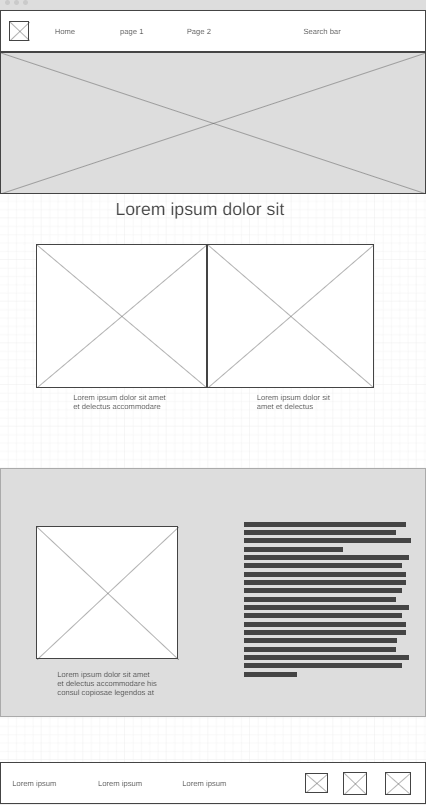 Home
page 1
Page 2
Search bar
Lorem ipsum dolor sit
Lorem ipsum dolor sit amet
et delectus accommodare
Lorem ipsum dolor sit
amet et delectus
Lorem ipsum dolor sit amet
et delectus accommodare his
consul copiosae legendos at
Lorem ipsum
Lorem ipsum
Lorem ipsum